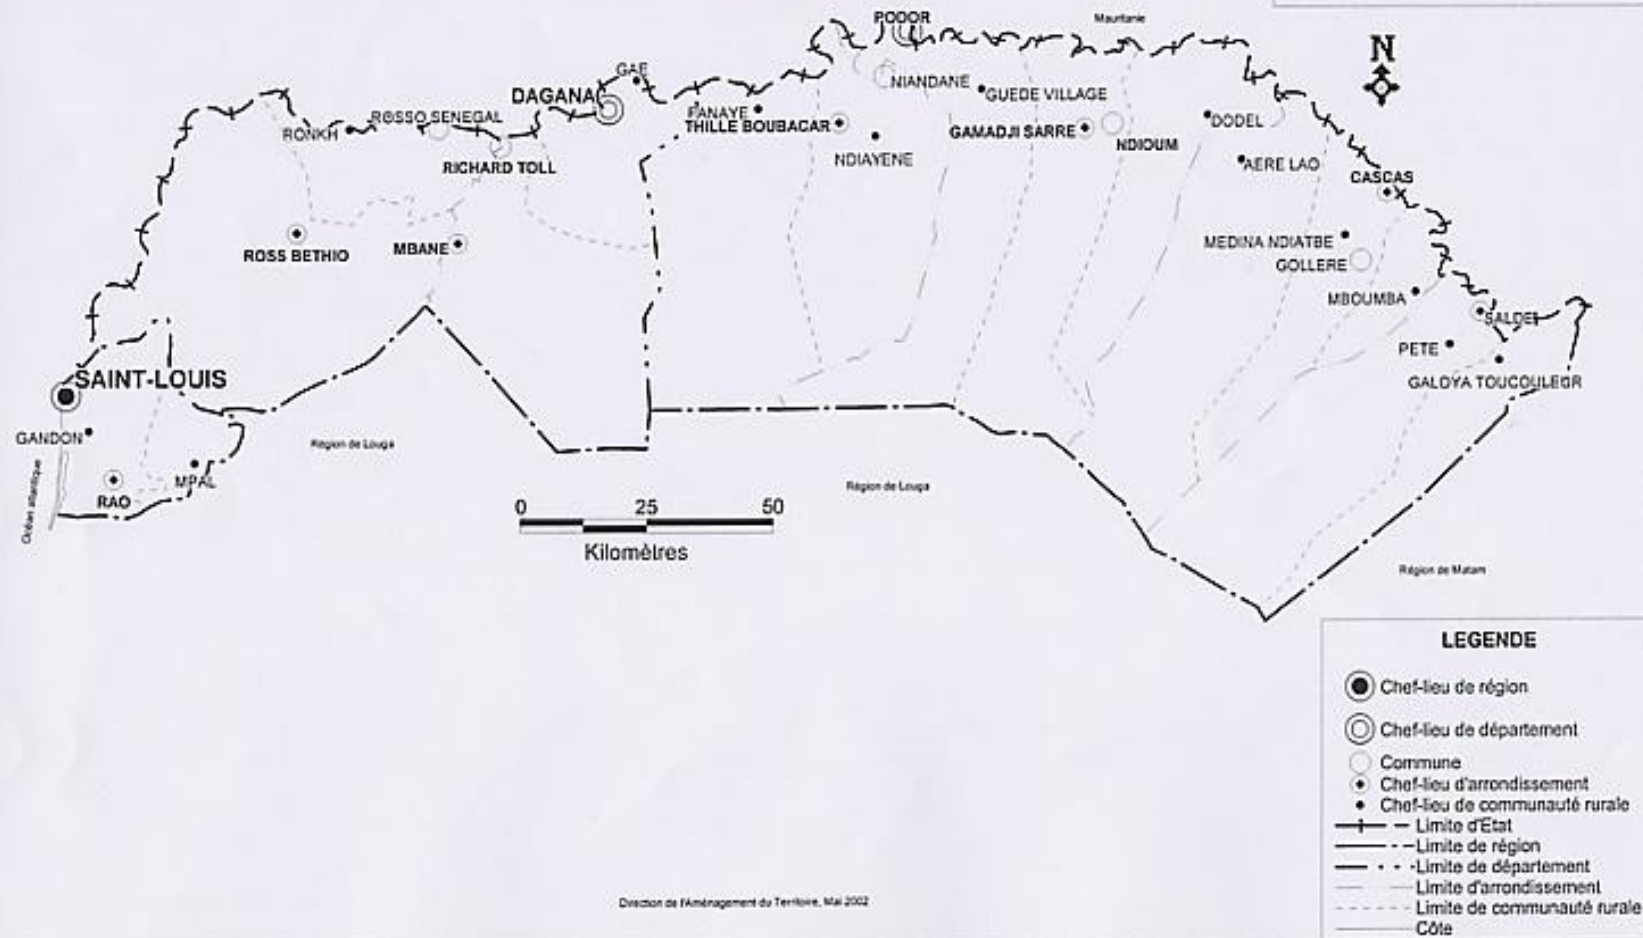 PODOR
Mauritanie
N
GAE
DAGANA
NIANDANE
GUEDE VILLAGE
ROSSO SENEGAL
RONKH
FANAYE
THILLE BOUBACAR
GAMADJI SARRE
NDIOUM
DODEL
RICHARD TOLL
NDIAYENE
AERE LAO
CASCAS
ROSS BETHIO
MBANE
MEDINA NDIATBE
GOLLERE
MBOUMBA
SALDE
PETE
SAINT-LOUIS
GALOYA TOUCOULEUR
GANDON
Région de Louga
MPAL
RAO
Océan atlantique
Région de Louga
0 25 50
Kilomètres
Région de Matam
LEGENDE
Chef-lieu de région
Chef-lieu de département
Commune
Chef-lieu d'arrondissement
Chef-lieu de communauté rurale
Limite d'Etat
Limite de région
Limite de département
Limite d'arrondissement
Limite de communauté rurale
Côte
Direction de l'Aménagement du Territoire, Mai 2002